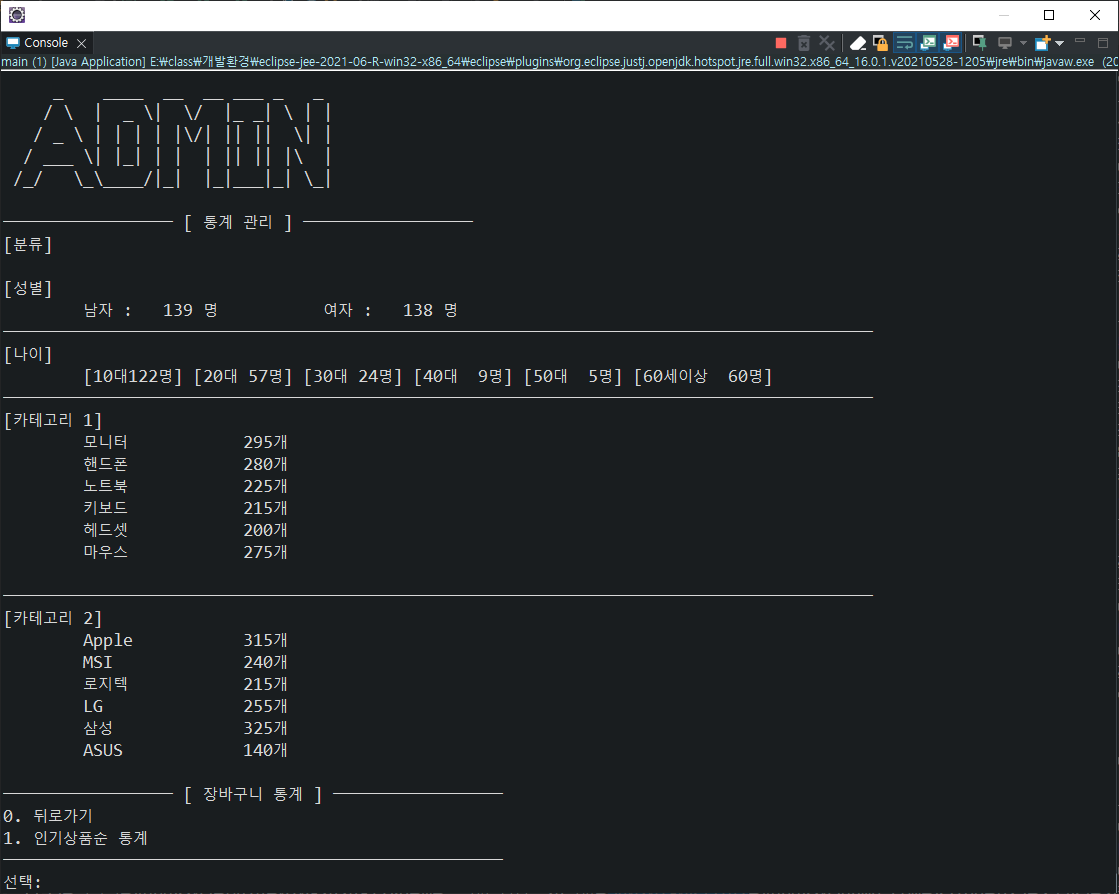 Console
main (1) [Java Application] E:₩class₩개발환경₩eclipse-jee-2021-06-R-win32-x86_64₩eclipse₩plugins₩org.eclipse.justj.openjdk.hotspot.jre.full.win32.x86_64_16.0.1.v20210528-1205₩jre₩bin₩javaw.exe (20
ADMIN
[ 통계 관리 ]
[분류]
[성별]
남자 : 139 명 여자 : 138 명
[나이]
[10대122명] [20대 57명] [30대 24명] [40대 9명] [50대 5명] [60세이상 60명]
[카테고리 1]
모니터 295개
핸드폰 280개
노트북 225개
키보드 215개
헤드셋 200개
마우스 275개
[카테고리 2]
Apple 315개
MSI 240개
로지텍 215개
LG 255개
삼성 325개
ASUS 140개
[ 장바구니 통계 ]
0. 뒤로가기
1. 인기상품순 통계
선택: